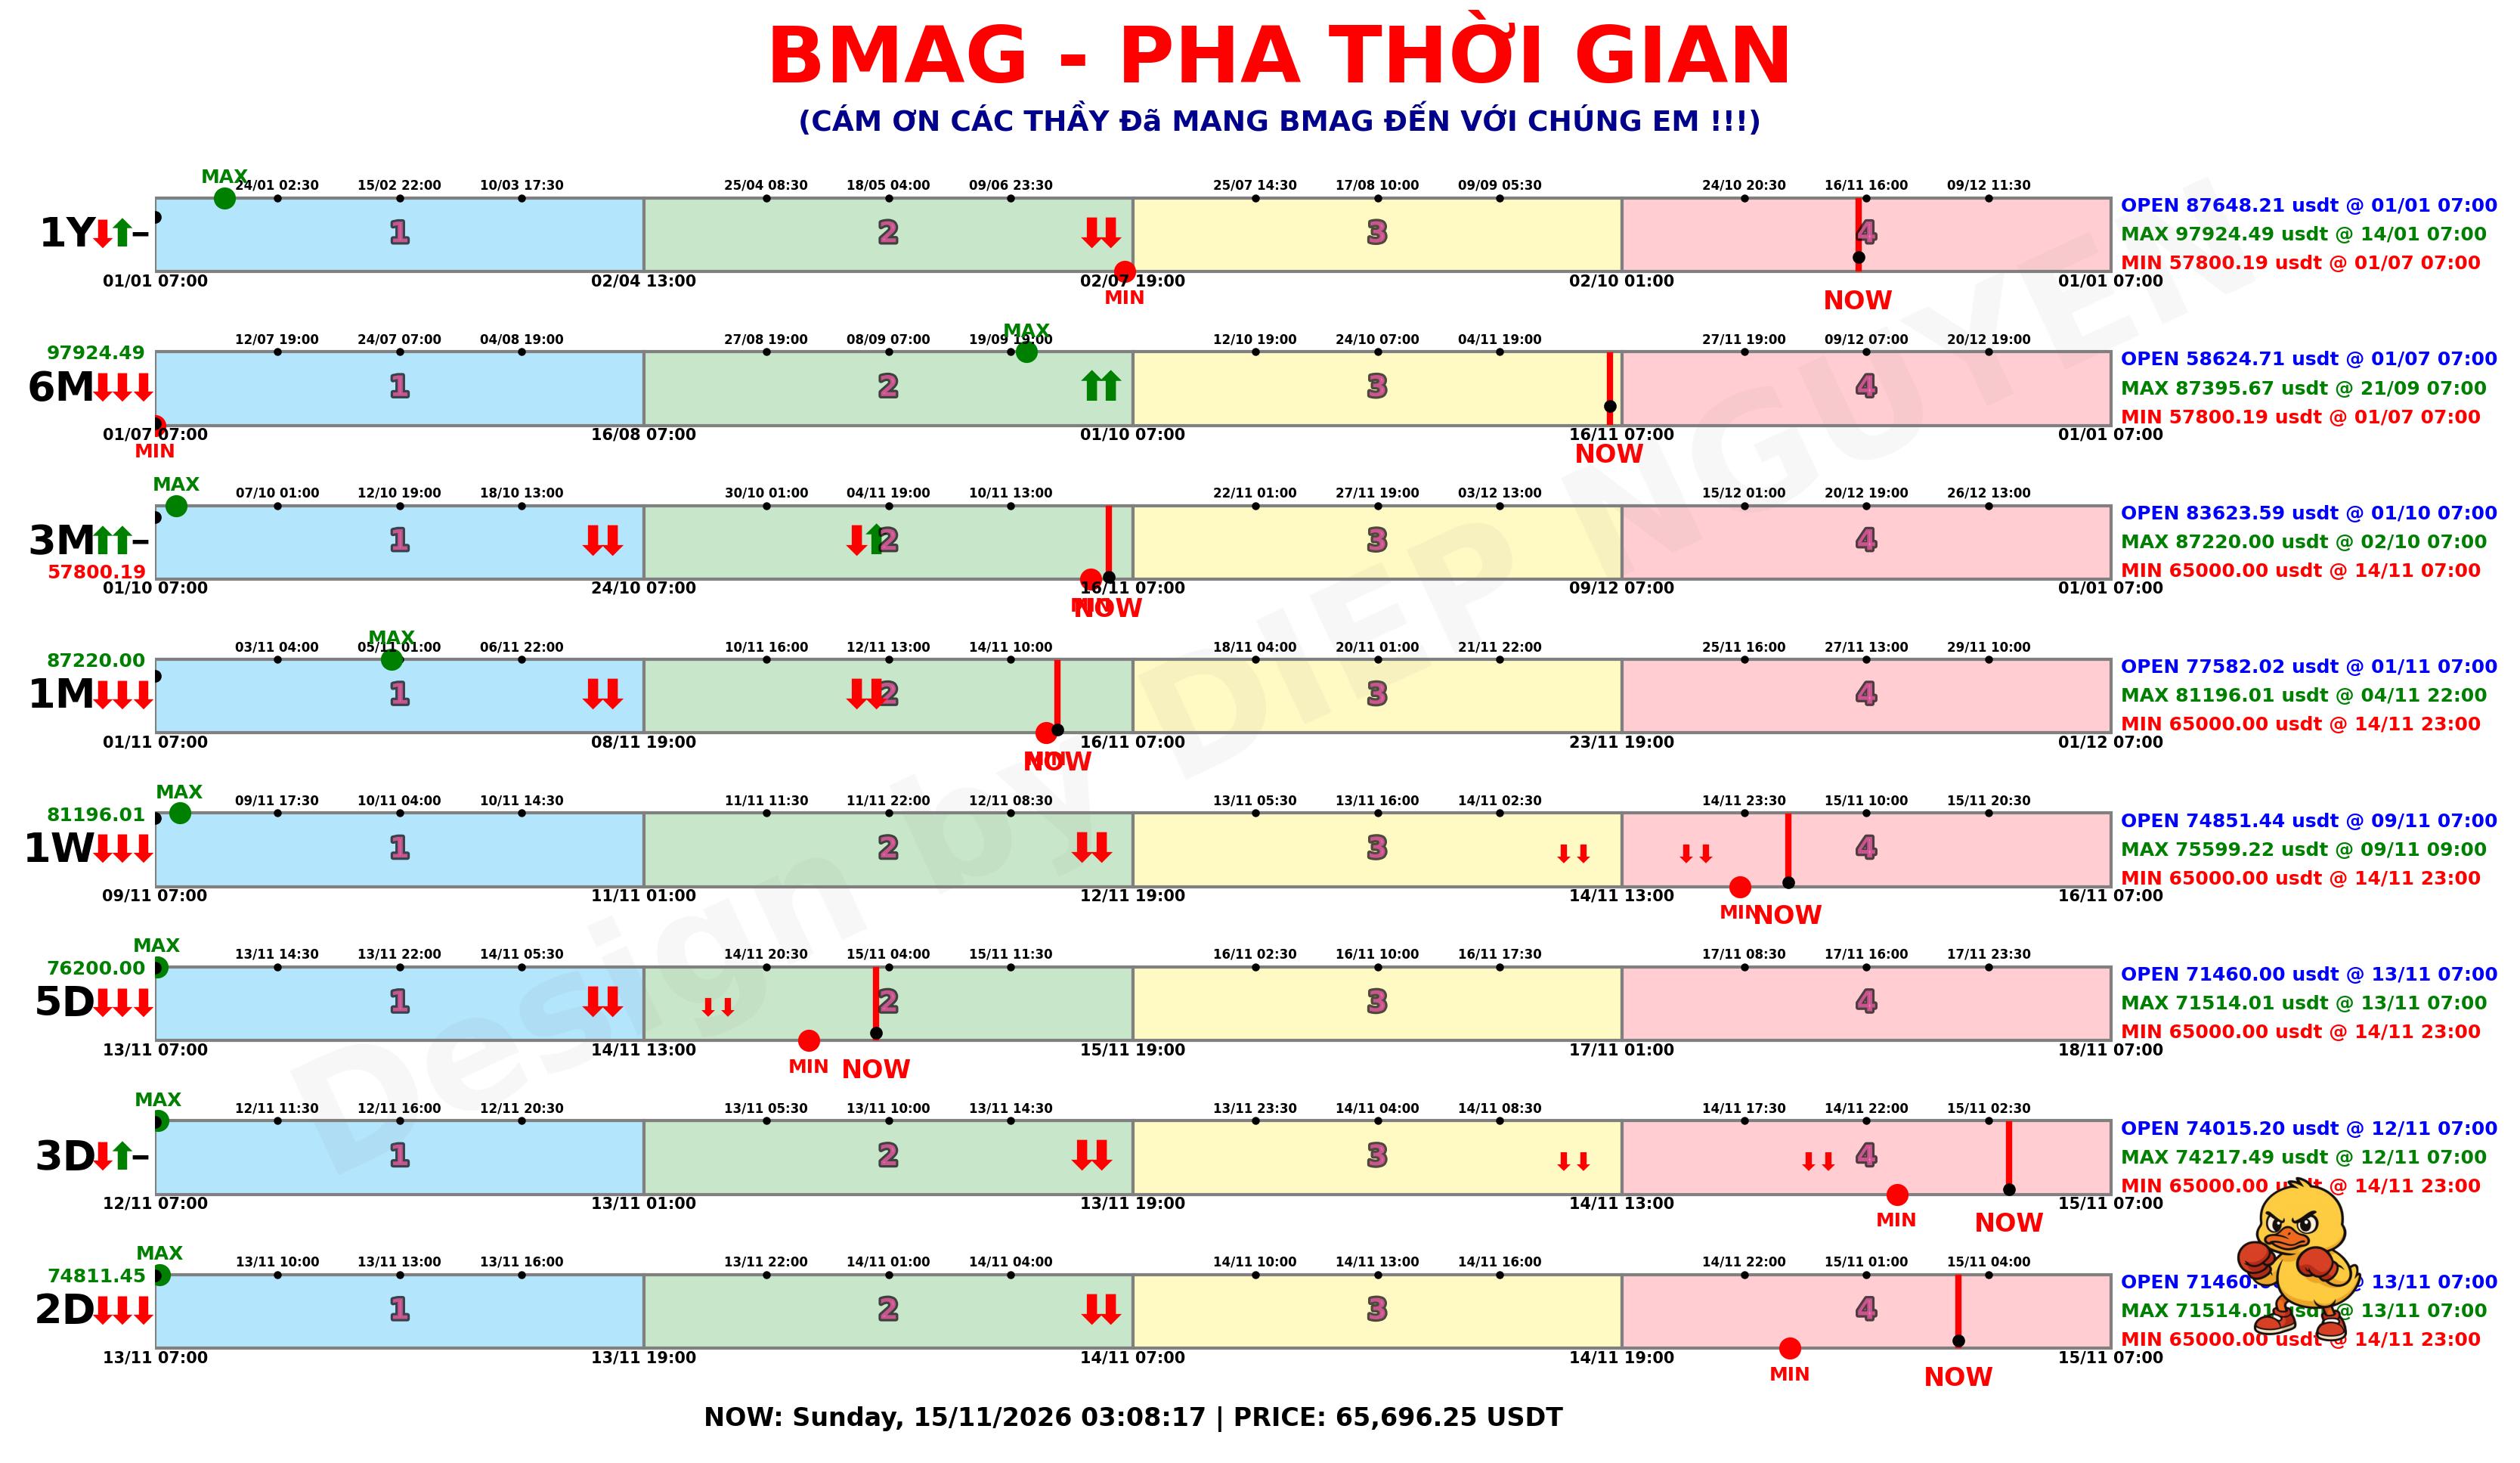 BMAG - PHA THỜI GIAN
(CÁM ƠN CÁC THẦY Đã MANG BMAG ĐẾN VỚI CHÚNG EM !!!)
MAX
24/01 02:30 15/02 22:00 10/03 17:30 25/04 08:30 18/05 04:00 09/06 23:30 25/07 14:30 17/08 10:00 09/09 05:30 24/10 20:30 16/11 16:00 09/12 11:30
OPEN 87648.21 usdt @ 01/01 07:00
1Y⬇⬆– 1 2 ⬇⬇ 3 4
MAX 97924.49 usdt @ 14/01 07:00
MIN 57800.19 usdt @ 01/07 07:00
01/01 07:00 02/04 13:00 02/07 19:00 02/10 01:00 01/01 07:00
MIN NOW
MAX
12/07 19:00 24/07 07:00 04/08 19:00 27/08 19:00 08/09 07:00 19/09 19:00 12/10 19:00 24/10 07:00 04/11 19:00 27/11 19:00 09/12 07:00 20/12 19:00
97924.49
OPEN 58624.71 usdt @ 01/07 07:00
6M⬇⬇⬇ 1 2 ⬆⬆ 3 4
MAX 87395.67 usdt @ 21/09 07:00
MIN 57800.19 usdt @ 01/07 07:00
01/07 07:00 16/08 07:00 01/10 07:00 16/11 07:00 01/01 07:00
MIN NOW
MAX
07/10 01:00 12/10 19:00 18/10 13:00 30/10 01:00 04/11 19:00 10/11 13:00 22/11 01:00 27/11 19:00 03/12 13:00 15/12 01:00 20/12 19:00 26/12 13:00
OPEN 83623.59 usdt @ 01/10 07:00
3M⬆⬆– 1 ⬇⬇ ⬇⬆ 2 3 4
MAX 87220.00 usdt @ 02/10 07:00
57800.19
MIN 65000.00 usdt @ 14/11 07:00
01/10 07:00 24/10 07:00 16/11 07:00 09/12 07:00 01/01 07:00
MIN NOW
MAX
03/11 04:00 05/11 01:00 06/11 22:00 10/11 16:00 12/11 13:00 14/11 10:00 18/11 04:00 20/11 01:00 21/11 22:00 25/11 16:00 27/11 13:00 29/11 10:00
87220.00
OPEN 77582.02 usdt @ 01/11 07:00
1M⬇⬇⬇ 1 ⬇⬇ ⬇⬇ 2 3 4
MAX 81196.01 usdt @ 04/11 22:00
MIN 65000.00 usdt @ 14/11 23:00
01/11 07:00 08/11 19:00 16/11 07:00 23/11 19:00 01/12 07:00
MIN NOW
MAX
09/11 17:30 10/11 04:00 10/11 14:30 11/11 11:30 11/11 22:00 12/11 08:30 13/11 05:30 13/11 16:00 14/11 02:30 14/11 23:30 15/11 10:00 15/11 20:30
81196.01
OPEN 74851.44 usdt @ 09/11 07:00
1W⬇⬇⬇ 1 2 ⬇⬇ 3 ⬇⬇ ⬇⬇ 4
MAX 75599.22 usdt @ 09/11 09:00
MIN 65000.00 usdt @ 14/11 23:00
09/11 07:00 11/11 01:00 12/11 19:00 14/11 13:00 16/11 07:00
MIN NOW
MAX
13/11 14:30 13/11 22:00 14/11 05:30 14/11 20:30 15/11 04:00 15/11 11:30 16/11 02:30 16/11 10:00 16/11 17:30 17/11 08:30 17/11 16:00 17/11 23:30
76200.00
OPEN 71460.00 usdt @ 13/11 07:00
5D⬇⬇⬇ 1 ⬇⬇ ⬇⬇ 2 3 4
MAX 71514.01 usdt @ 13/11 07:00
MIN 65000.00 usdt @ 14/11 23:00
13/11 07:00 14/11 13:00 15/11 19:00 17/11 01:00 18/11 07:00
MIN NOW
MAX
12/11 11:30 12/11 16:00 12/11 20:30 13/11 05:30 13/11 10:00 13/11 14:30 13/11 23:30 14/11 04:00 14/11 08:30 14/11 17:30 14/11 22:00 15/11 02:30
OPEN 74015.20 usdt @ 12/11 07:00
3D⬇⬆– 1 2 ⬇⬇ 3 ⬇⬇ ⬇⬇ 4
MAX 74217.49 usdt @ 12/11 07:00
MIN 65000.00 usdt @ 14/11 23:00
12/11 07:00 13/11 01:00 13/11 19:00 14/11 13:00 15/11 07:00
MIN NOW
MAX
13/11 10:00 13/11 13:00 13/11 16:00 13/11 22:00 14/11 01:00 14/11 04:00 14/11 10:00 14/11 13:00 14/11 16:00 14/11 22:00 15/11 01:00 15/11 04:00
74811.45
OPEN @ 13/11 07:00
2D⬇⬇⬇ 1 2 ⬇⬇ 3 4
MAX 71514.01 usdt @ 13/11 07:00
MIN 65000.00 usdt @ 14/11 23:00
13/11 07:00 13/11 19:00 14/11 07:00 14/11 19:00 15/11 07:00
MIN NOW
NOW: Sunday, 15/11/2026 03:08:17 | PRICE: 65,696.25 USDT
Design by DIEP NGUYEN